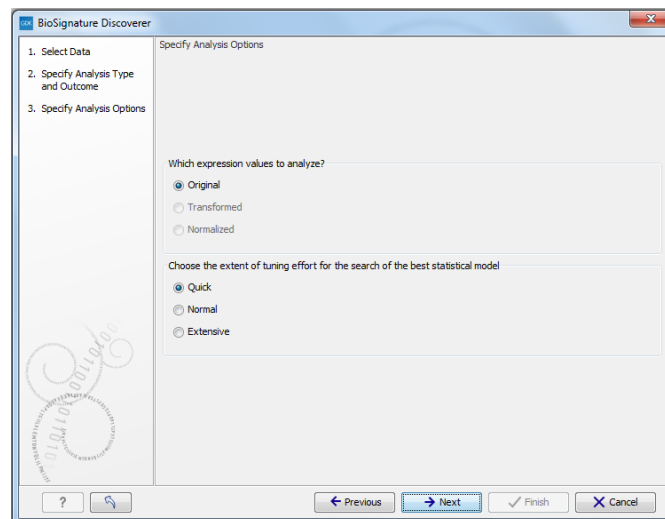 BioSignature Discoverer
1. Select Data
2. Specify Analysis Type
and Outcome
3. Specify Analysis Options
Specify Analysis Options
Which expression values to analyze?
Original
Transformed
Normalized
Choose the extent of tuning effort for the search of the best statistical model
Quick
Normal
Extensive
?
Previous
Next
Finish
Cancel